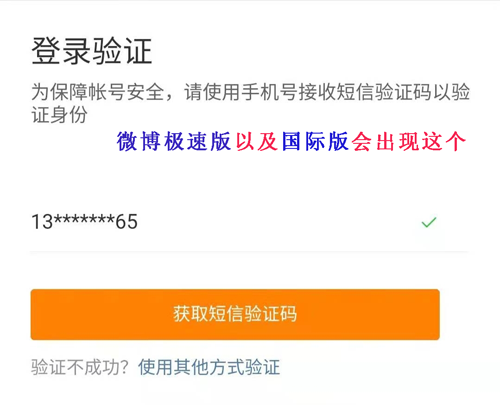 登录验证
为保障帐号安全，请使用手机号接收短信验证码以验
证身份
微博极速版以及国际版会出现这个
13*******65
获取短信验证码
验证不成功？使用其他方式验证